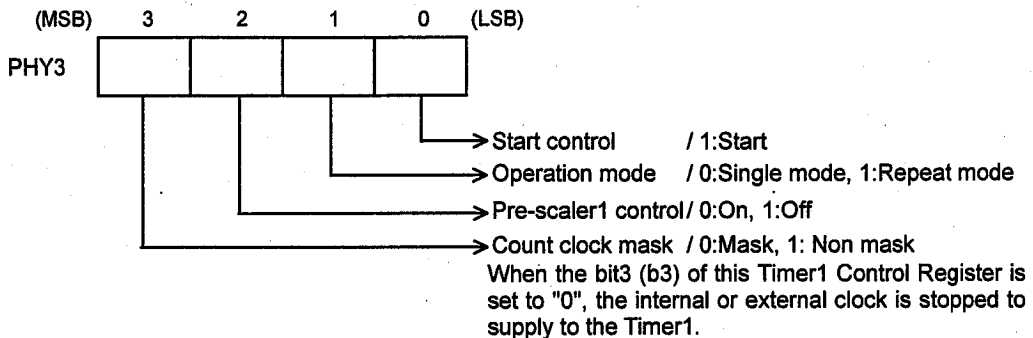 (MSB) 3 2 1 0 (LSB)
PHY3
Start control / 1:Start
Operation mode / 0:Single mode, 1:Repeat mode
Pre-scaler1 control/ 0:On, 1:Off
Count clock mask / 0:Mask, 1: Non mask
When the bit3 (b3) of this Timer1 Control Register is
set to "0", the internal or external clock is stopped to
supply to the Timer1.